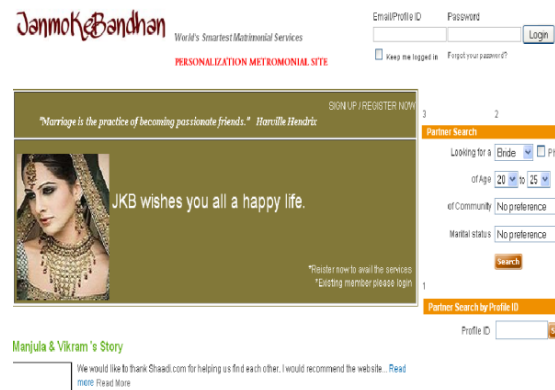 JanmoKeBandhan
World's Smartest Matrimonial Services
PERSONALIZATION METROMONIAL SITE
Email/Profile ID Password
Login
Keep me logged in Forgot your password?
SIGN UP / REGISTER NOW
"Marriage is the practice of becoming passionate friends." Harville Hendrix
JKB wishes you all a happy life.
*Reister now to avail the services
*Existing member please login
3 2
Partner Search
Looking for a Bride Ph
of Age 20 to 25
of Community No preference
Marital status No preference
Search
1
Partner Search by Profile ID
Profile ID S
Manjula & Vikram 's Story
We would like to thank Shaadi.com for helping us find each other, I would recommend the website... Read
more Read More